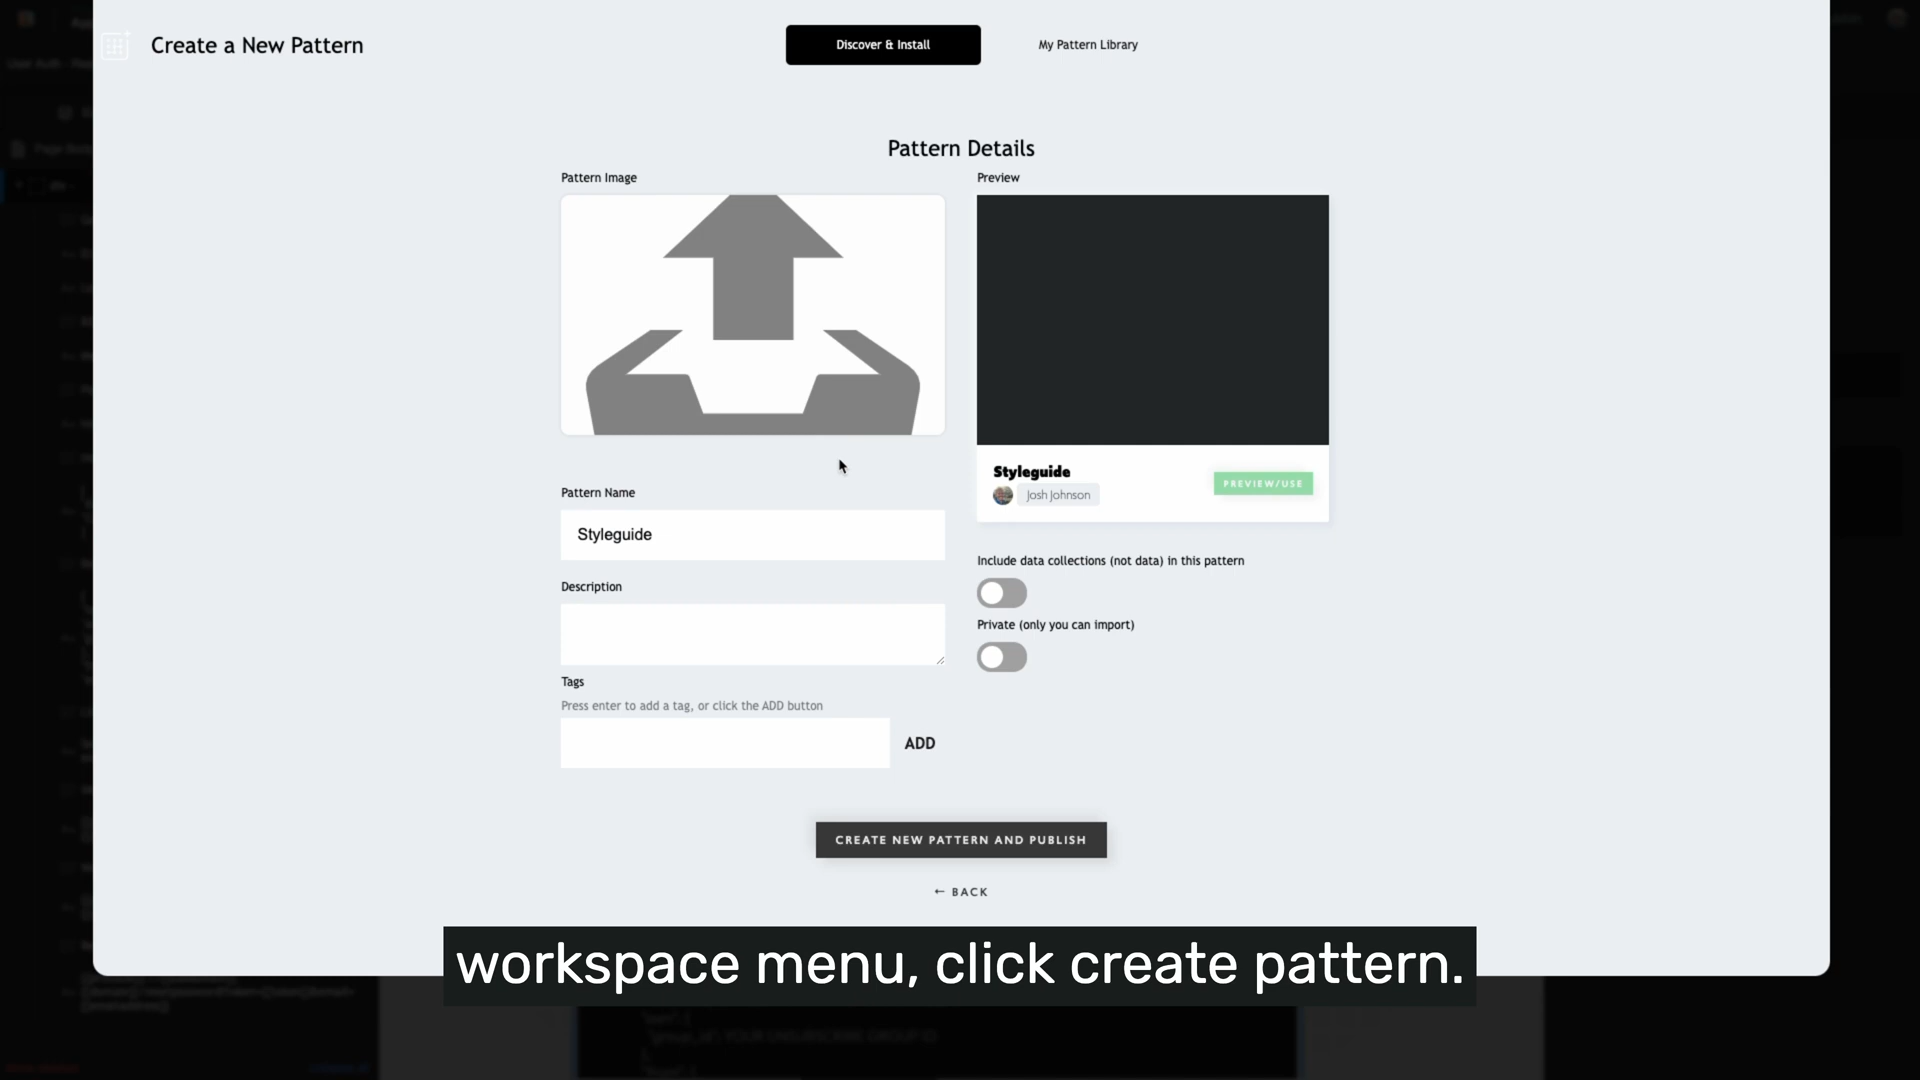 Create a New Pattern
Discover & Install
My Pattern Library
Pattern Details
Pattern Image
Preview
Styleguide
Josh Johnson
PREVIEW/USE
Pattern Name
Styleguide
Include data collections (not data) in this pattern
Description
Private (only you can import)
Tags
Press enter to add a tag, or click the ADD button
ADD
CREATE NEW PATTERN AND PUBLISH
← BACK
workspace menu, click create pattern.